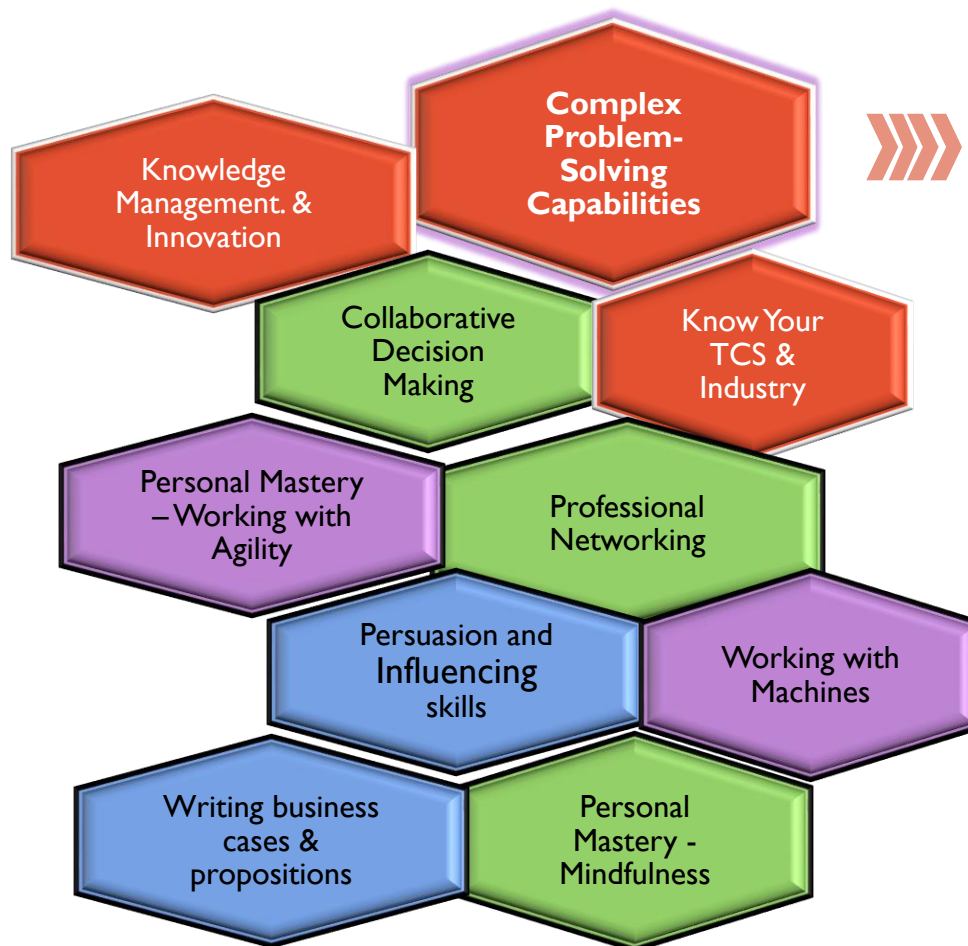 Complex
Problem-
Solving
Capabilities
Knowledge
Management. &
Innovation
Collaborative
Decision
Making
Know Your
TCS &
Industry
Personal Mastery
– Working with
Agility
Professional
Networking
Persuasion and
Influencing
skills
Working with
Machines
Writing business
cases &
propositions
Personal
Mastery -
Mindfulness